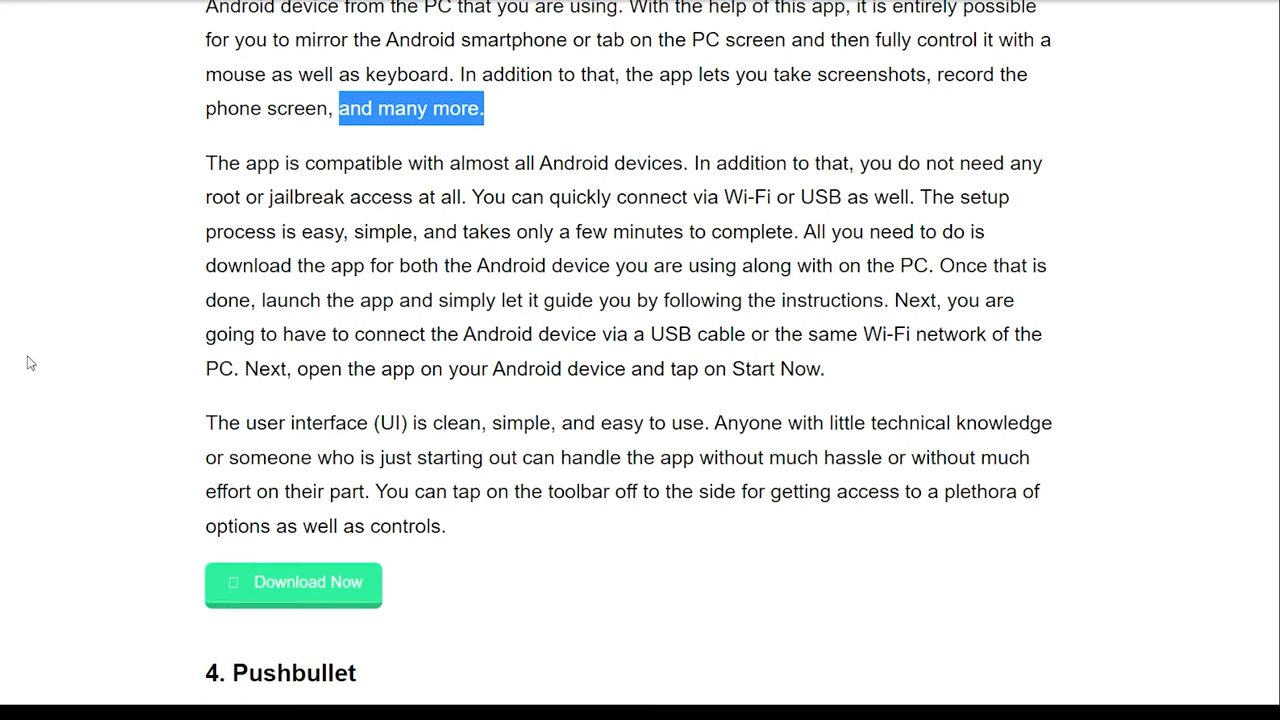 Android device from the PC that you are using. With the help of this app, it is entirely possible
for you to mirror the Android smartphone or tab on the PC screen and then fully control it with a
mouse as well as keyboard. In addition to that, the app lets you take screenshots, record the
phone screen, and many more.
The app is compatible with almost all Android devices. In addition to that, you do not need any
root or jailbreak access at all. You can quickly connect via Wi-Fi or USB as well. The setup
process is easy, simple, and takes only a few minutes to complete. All you need to do is
download the app for both the Android device you are using along with on the PC. Once that is
done, launch the app and simply let it guide you by following the instructions. Next, you are
going to have to connect the Android device via a USB cable or the same Wi-Fi network of the
PC. Next, open the app on your Android device and tap on Start Now.
The user interface (UI) is clean, simple, and easy to use. Anyone with little technical knowledge
or someone who is just starting out can handle the app without much hassle or without much
effort on their part. You can tap on the toolbar off to the side for getting access to a plethora of
options as well as controls.
Download Now
4. Pushbullet